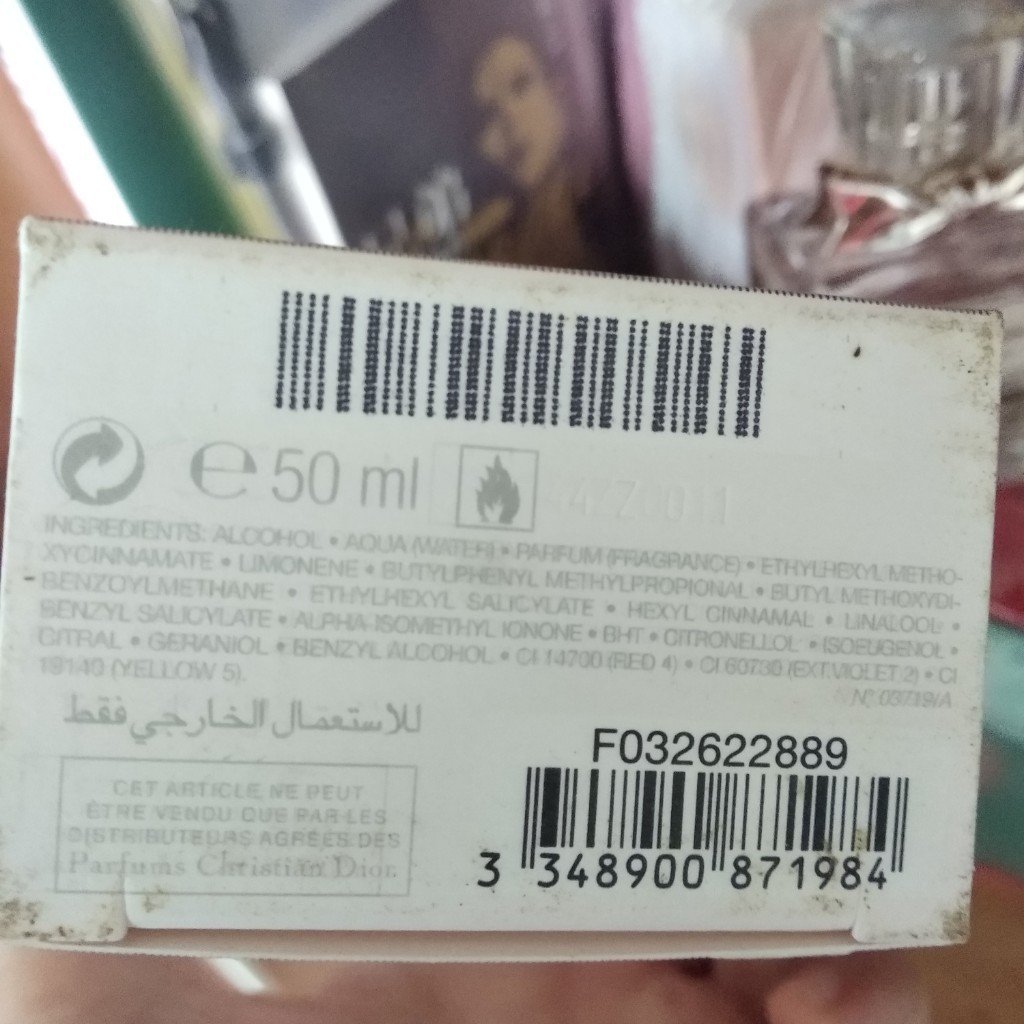 e 50 ml
INGREDIENTS: ALCOHOL • AQUA (WATER) • PARFUM (FRAGRANCE) • ETHYLHEXYL METHO-
XYCINNAMATE • LIMONENE • BUTYLPHENYL METHYLPROPIONAL • BUTYL METHOXYDI-
BENZOYLMETHANE • ETHYLHEXYL SALICYLATE • HEXYL CINNAMAL • LINALOOL •
BENZYL SALICYLATE • ALPHA-ISOMETHYL IONONE • BHT • CITRONELLOL • ISOEUGENOL •
CITRAL • GERANIOL • BENZYL ALCOHOL • CI 14700 (RED 4) • CI 60730 (EXT.VIOLET 2) • CI
19140 (YELLOW 5).
N° 03719/A
للاستعمال الخارجي فقط
F032622889
CET ARTICLE NE PEUT
ÊTRE VENDU QUE PAR LES
DISTRIBUTEURS AGRÉÉS DES
Parfums Christian Dior
3 348900 871984